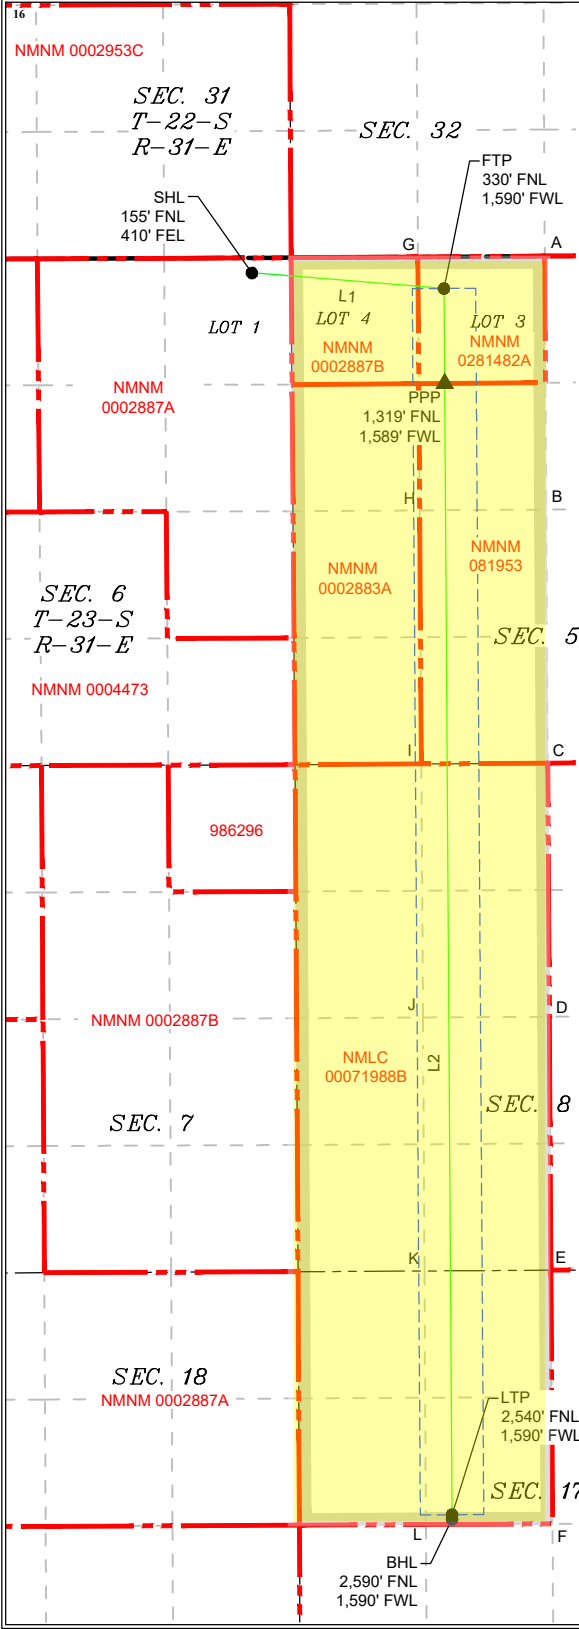 16
NMNM 0002953C
SEC. 31
T-22-S
R-31-E
SEC. 32
FTP
330' FNL
1,590' FWL
SHL
155' FNL
410' FEL
G
A
L1
LOT 1
LOT 4
LOT 3
NMNM
0002887B
NMNM
0281482A
NMNM
0002887A
PPP
1,319' FNL
1,589' FWL
H
B
NMNM
0002883A
NMNM
081953
SEC. 6
T-23-S
R-31-E
SEC. 5
NMNM 0004473
I
C
986296
J
D
NMNM 0002887B
NMLC
00071988B
L2
SEC. 7
SEC. 8
K
E
SEC. 18
NMNM 0002887A
LTP
2,540' FNL
1,590' FWL
SEC. 17
L
F
BHL
2,590' FNL
1,590' FWL